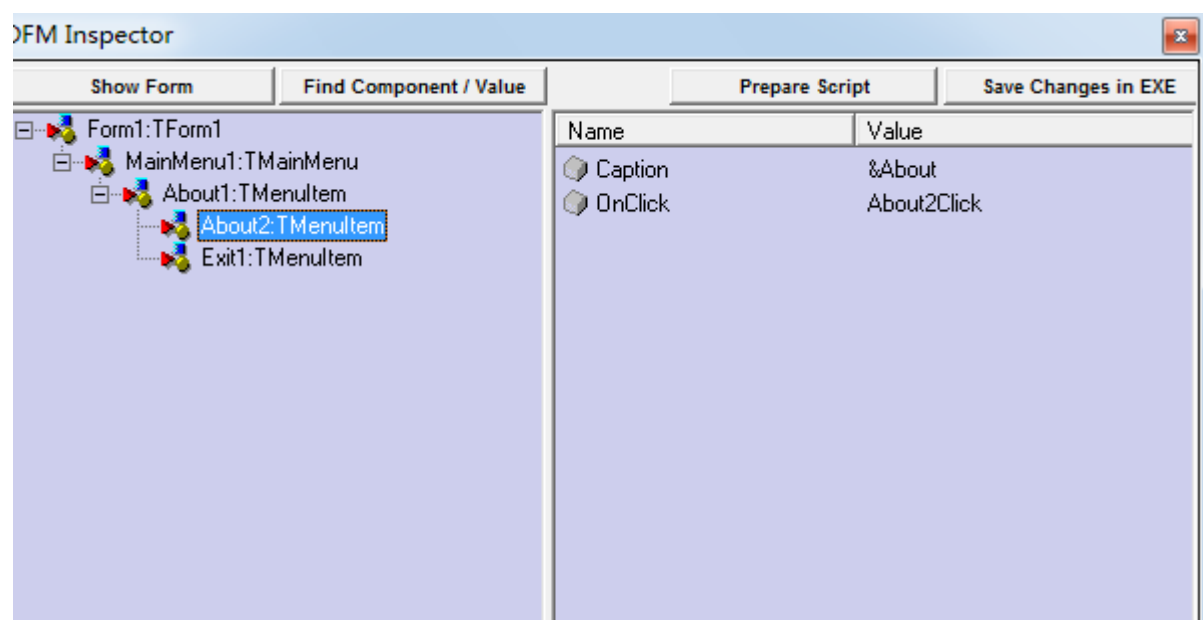 DFM Inspector
Show Form Find Component / Value Prepare Script Save Changes in EXE
Form1:TForm1
MainMenu1:TMainMenu
About1:TMenuItem
About2:TMenuItem
Exit1:TMenuItem
Name Value
Caption &About
OnClick About2Click